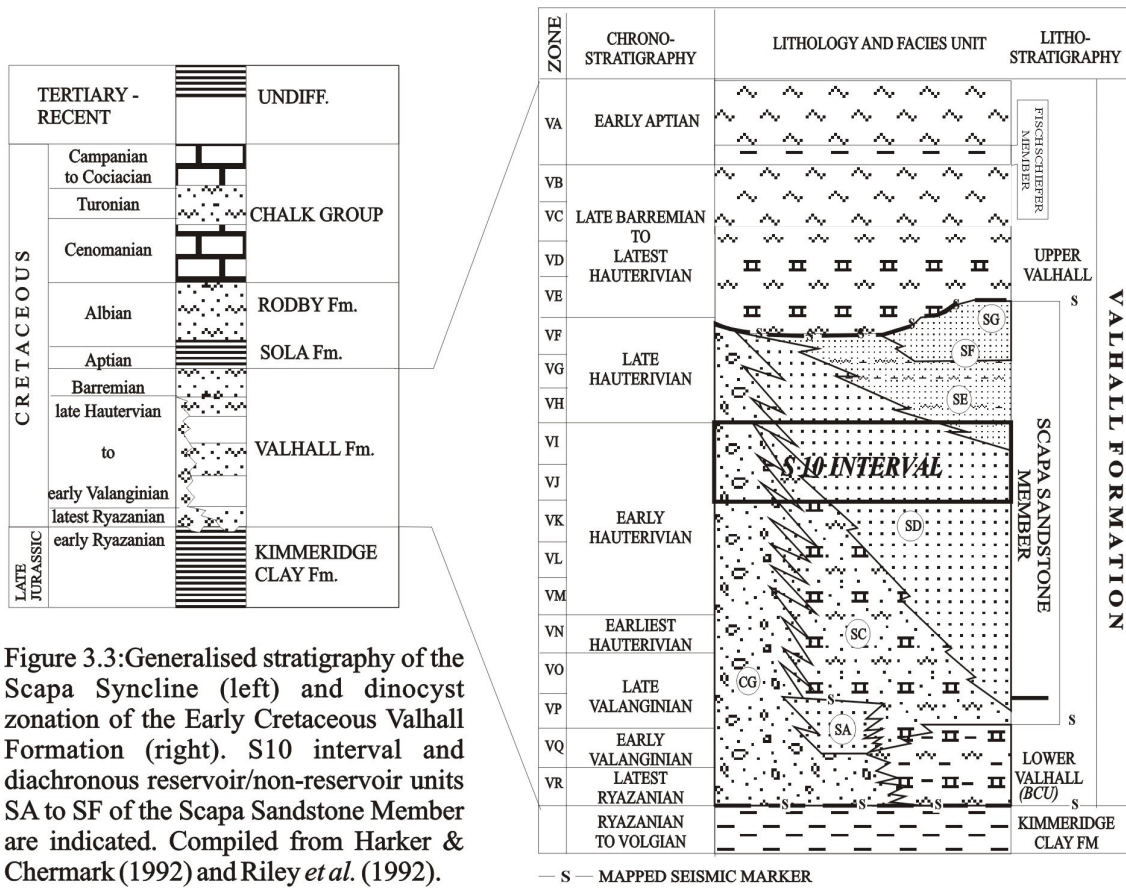 TERTIARY -
RECENT
UNDIFF.
CRETACEOUS
Campanian
to Cociacian
Turonian
Cenomanian
CHALK GROUP
Albian
RODBY Fm.
Aptian
SOLA Fm.
Barremian
late Hautervian
to
early Valanginian
latest Ryazanian
VALHALL Fm.
LATE
JURASSIC
early Ryazanian
KIMMERIDGE
CLAY Fm.
Figure 3.3:Generalised stratigraphy of the
Scapa Syncline (left) and dinocyst
zonation of the Early Cretaceous Valhall
Formation (right). S10 interval and
diachronous reservoir/non-reservoir units
SA to SF of the Scapa Sandstone Member
are indicated. Compiled from Harker &
Chermark (1992) and Riley et al. (1992).
ZONE
CHRONO-
STRATIGRAPHY
LITHOLOGY AND FACIES UNIT
LITHO-
STRATIGRAPHY
VA
EARLY APTIAN
FISCHSCHIEFER
MEMBER
VB
VC
VD
VE
LATE BARREMIAN
TO
LATEST
HAUTERIVIAN
UPPER
VALHALL
VF
VG
VH
LATE
HAUTERIVIAN
S
S
S
S
S
S
SG
SF
SE
VI
VJ
VK
VL
VM
EARLY
HAUTERIVIAN
S 10 INTERVAL
SD
SCAPA SANDSTONE
MEMBER
VALHALL FORMATION
VN
EARLIEST
HAUTERIVIAN
SC
VO
VP
LATE
VALANGINIAN
CG
S
SA
S
VQ
EARLY
VALANGINIAN
VR
LATEST
RYAZANIAN
LOWER
VALHALL
(BCU)
S
S
S
S
RYAZANIAN
TO VOLGIAN
KIMMERIDGE
CLAY FM
— S — MAPPED SEISMIC MARKER